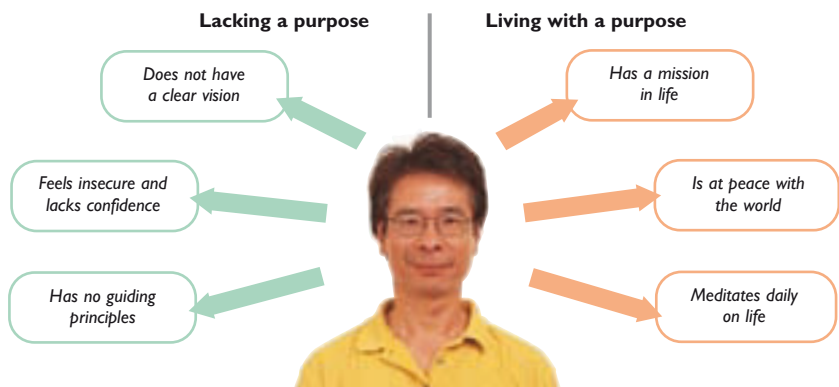 Lacking a purpose
Living with a purpose
Does not have
a clear vision
Has a mission
in life
Feels insecure and
lacks confidence
Is at peace with
the world
Has no guiding
principles
Meditates daily
on life